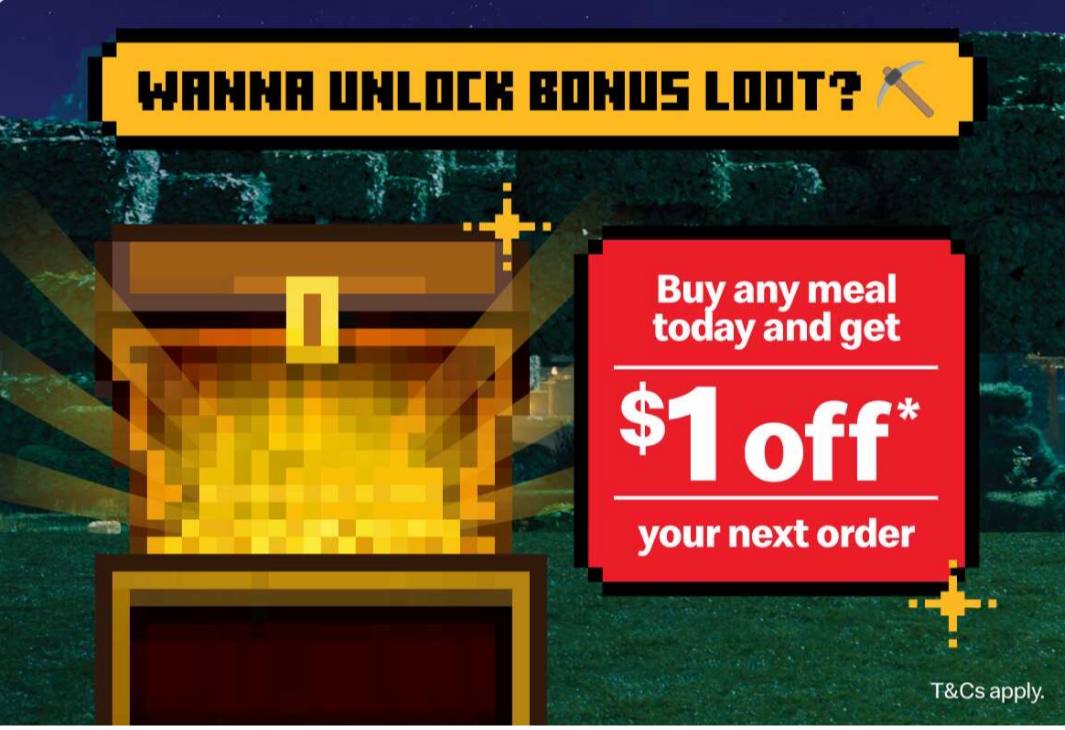 WANNA UNLOCK BONUS LOOT?
Buy any meal
today and get
$1 off*
your next order
T&Cs apply.